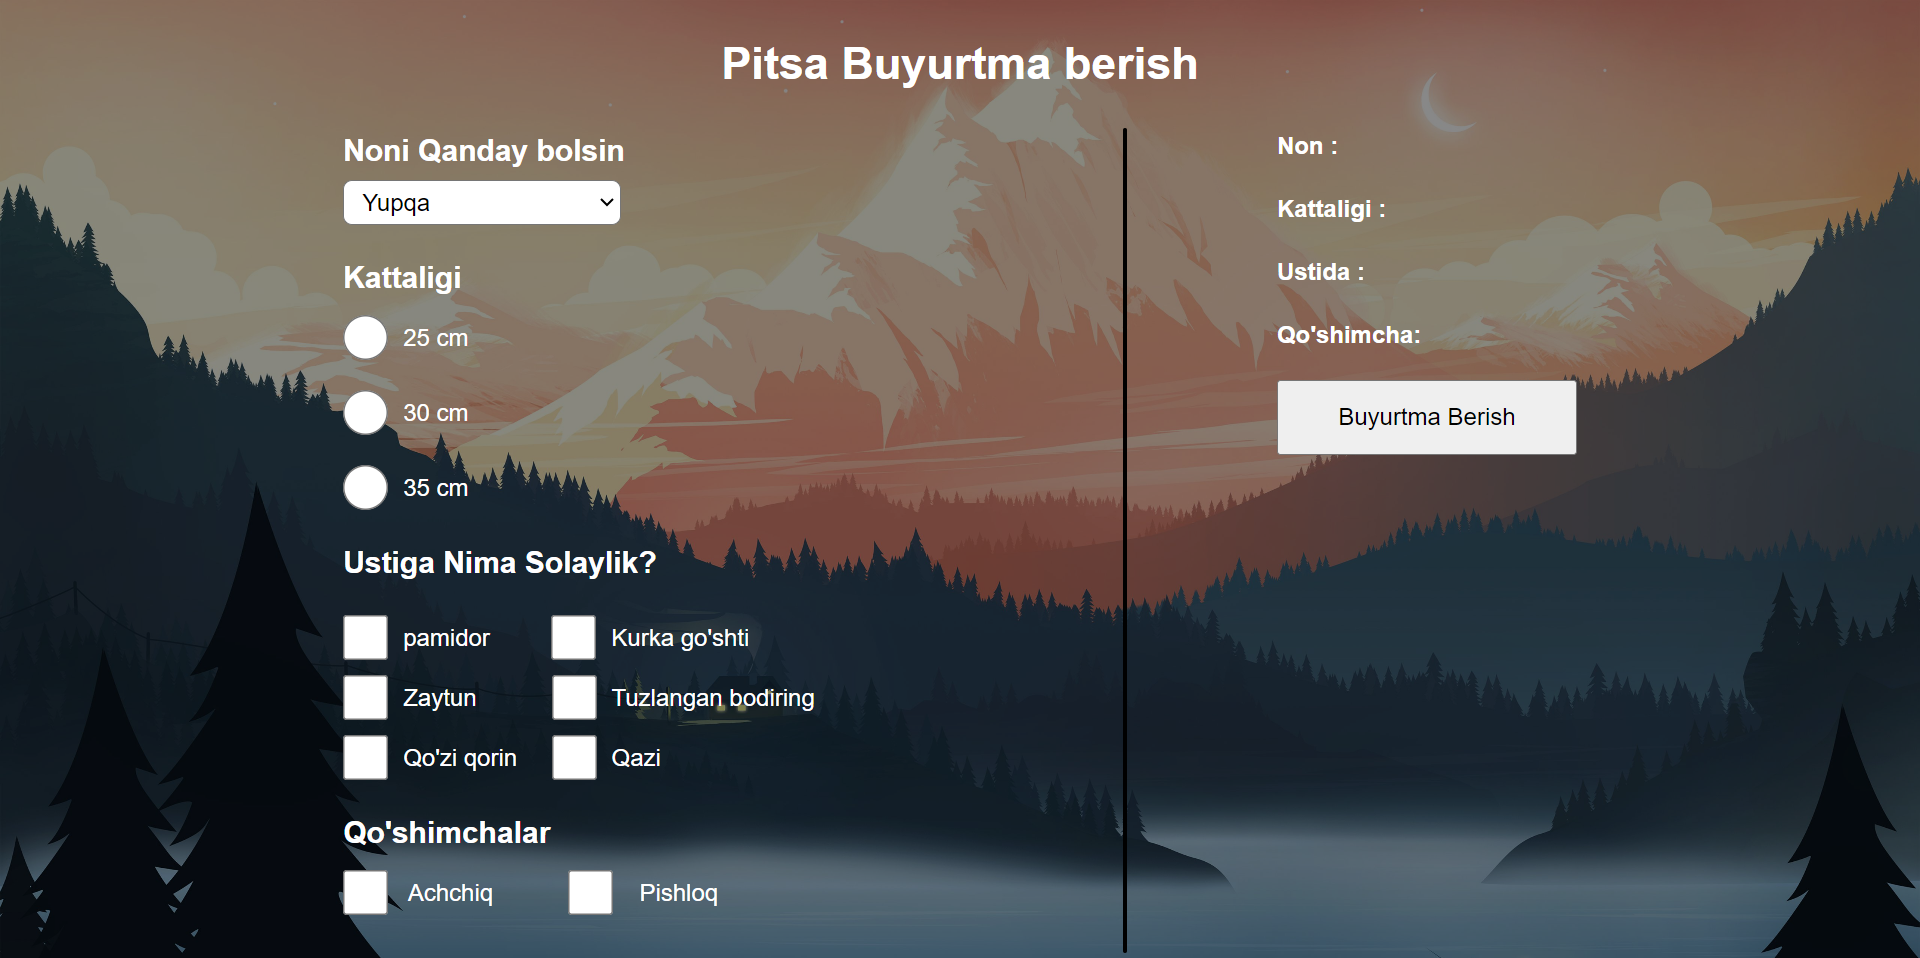 Pitsa Buyurtma berish
Noni Qanday bolsin
Yupqa
Kattaligi
25 cm
30 cm
35 cm
Ustiga Nima Solaylik?
pamidor
Kurka go'shti
Zaytun
Tuzlangan bodiring
Qo'zi qorin
Qazi
Qo'shimchalar
Achchiq
Pishloq
Non :
Kattaligi :
Ustida :
Qo'shimcha:
Buyurtma Berish